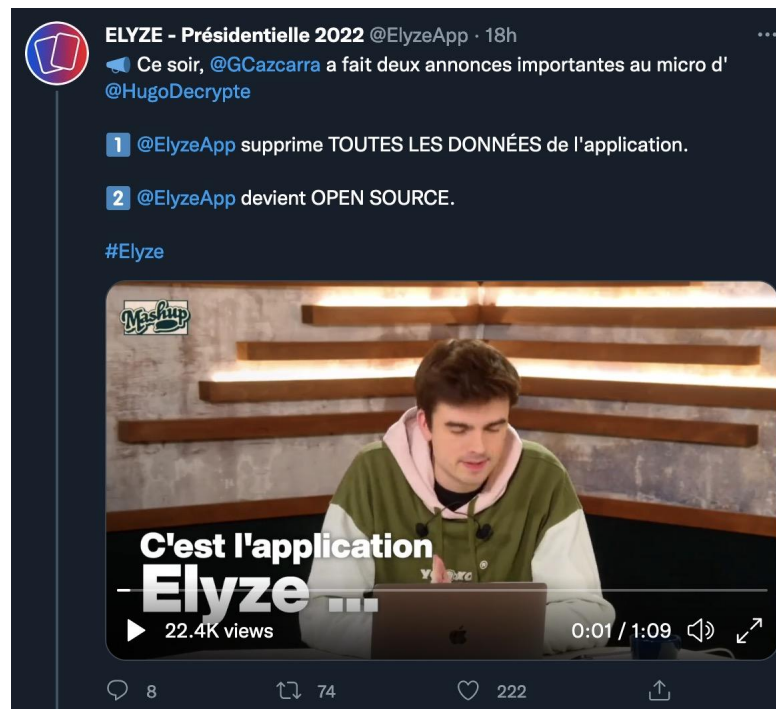 ELYZE - Présidentielle 2022 @ElyzeApp · 18h
📣 Ce soir, @GCazcarra a fait deux annonces importantes au micro d'
@HugoDecrypte
1️⃣ @ElyzeApp supprime TOUTES LES DONNÉES de l'application.
2️⃣ @ElyzeApp devient OPEN SOURCE.
#Elyze
Mashup
C'est l'application
Elyze ...
22.4K views
0:01 / 1:09
8
74
222